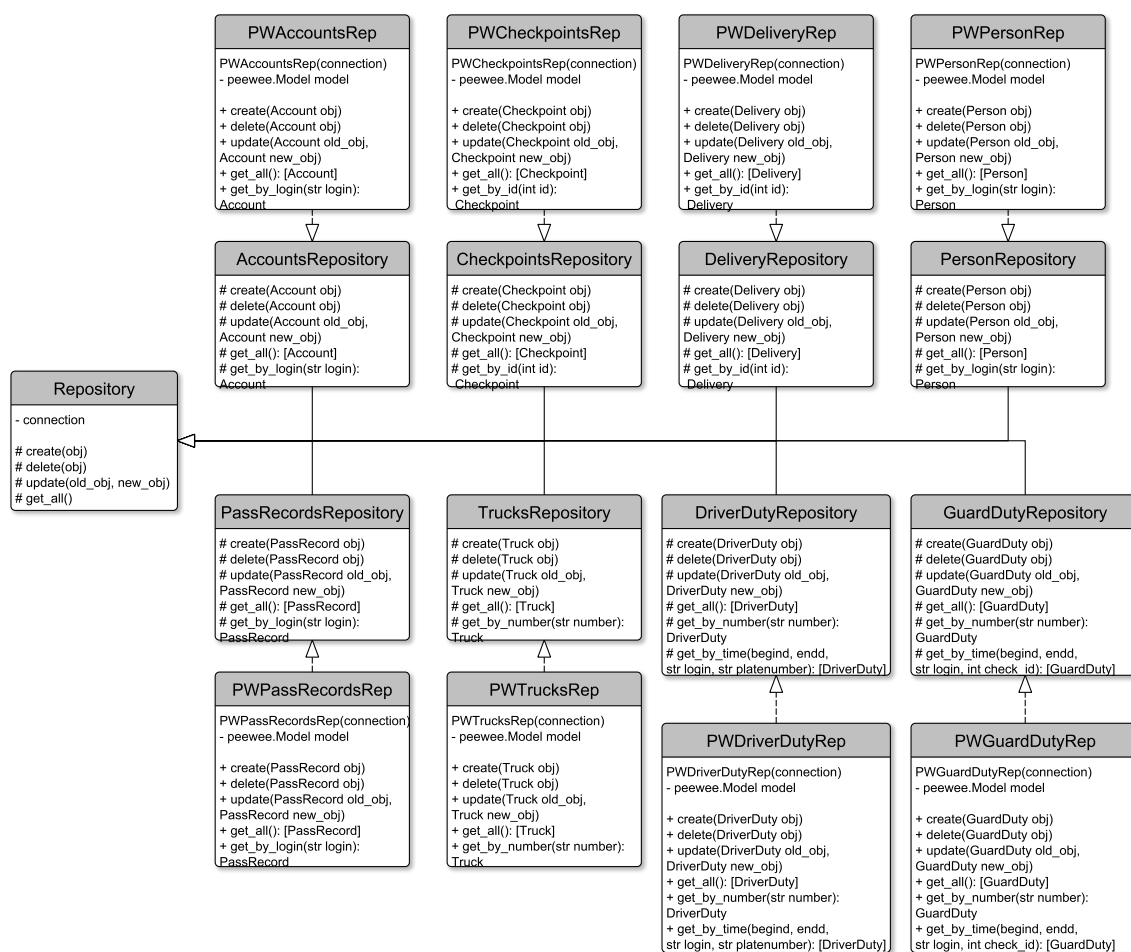 PWAccountsRep
PWAccountsRep(connection)
- peewee.Model model
+ create(Account obj)
+ delete(Account obj)
+ update(Account old_obj,
Account new_obj)
+ get_all(): [Account]
+ get_by_login(str login):
Account
PWCheckpointsRep
PWCheckpointsRep(connection)
- peewee.Model model
+ create(Checkpoint obj)
+ delete(Checkpoint obj)
+ update(Checkpoint old_obj,
Checkpoint new_obj)
+ get_all(): [Checkpoint]
+ get_by_id(int id):
Checkpoint
PWDeliveryRep
PWDeliveryRep(connection)
- peewee.Model model
+ create(Delivery obj)
+ delete(Delivery obj)
+ update(Delivery old_obj,
Delivery new_obj)
+ get_all(): [Delivery]
+ get_by_id(int id):
Delivery
PWPersonRep
PWPersonRep(connection)
- peewee.Model model
+ create(Person obj)
+ delete(Person obj)
+ update(Person old_obj,
Person new_obj)
+ get_all(): [Person]
+ get_by_login(str login):
Person
AccountsRepository
# create(Account obj)
# delete(Account obj)
# update(Account old_obj,
Account new_obj)
# get_all(): [Account]
# get_by_login(str login):
Account
CheckpointsRepository
# create(Checkpoint obj)
# delete(Checkpoint obj)
# update(Checkpoint old_obj,
Checkpoint new_obj)
# get_all(): [Checkpoint]
# get_by_id(int id):
Checkpoint
DeliveryRepository
# create(Delivery obj)
# delete(Delivery obj)
# update(Delivery old_obj,
Delivery new_obj)
# get_all(): [Delivery]
# get_by_id(int id):
Delivery
PersonRepository
# create(Person obj)
# delete(Person obj)
# update(Person old_obj,
Person new_obj)
# get_all(): [Person]
# get_by_login(str login):
Person
Repository
- connection
# create(obj)
# delete(obj)
# update(old_obj, new_obj)
# get_all()
PassRecordsRepository
# create(PassRecord obj)
# delete(PassRecord obj)
# update(PassRecord old_obj,
PassRecord new_obj)
# get_all(): [PassRecord]
# get_by_login(str login):
PassRecord
TrucksRepository
# create(Truck obj)
# delete(Truck obj)
# update(Truck old_obj,
Truck new_obj)
# get_all(): [Truck]
# get_by_number(str number):
Truck
DriverDutyRepository
# create(DriverDuty obj)
# delete(DriverDuty obj)
# update(DriverDuty old_obj,
DriverDuty new_obj)
# get_all(): [DriverDuty]
# get_by_number(str number):
DriverDuty
# get_by_time(begind, endd,
str login, str platenumber): [DriverDuty]
GuardDutyRepository
# create(GuardDuty obj)
# delete(GuardDuty obj)
# update(GuardDuty old_obj,
GuardDuty new_obj)
# get_all(): [GuardDuty]
# get_by_number(str number):
GuardDuty
# get_by_time(begind, endd,
str login, int check_id): [GuardDuty]
PWPassRecordsRep
PWPassRecordsRep(connection)
- peewee.Model model
+ create(PassRecord obj)
+ delete(PassRecord obj)
+ update(PassRecord old_obj,
PassRecord new_obj)
+ get_all(): [PassRecord]
+ get_by_login(str login):
PassRecord
PWTrucksRep
PWTrucksRep(connection)
- peewee.Model model
+ create(Truck obj)
+ delete(Truck obj)
+ update(Truck old_obj,
Truck new_obj)
+ get_all(): [Truck]
+ get_by_number(str number):
Truck
PWDriverDutyRep
PWDriverDutyRep(connection)
- peewee.Model model
+ create(DriverDuty obj)
+ delete(DriverDuty obj)
+ update(DriverDuty old_obj,
DriverDuty new_obj)
+ get_all(): [DriverDuty]
+ get_by_number(str number):
DriverDuty
+ get_by_time(begind, endd,
str login, str platenumber): [DriverDuty]
PWGuardDutyRep
PWGuardDutyRep(connection)
- peewee.Model model
+ create(GuardDuty obj)
+ delete(GuardDuty obj)
+ update(GuardDuty old_obj,
GuardDuty new_obj)
+ get_all(): [GuardDuty]
+ get_by_number(str number):
GuardDuty
+ get_by_time(begind, endd,
str login, int check_id): [GuardDuty]